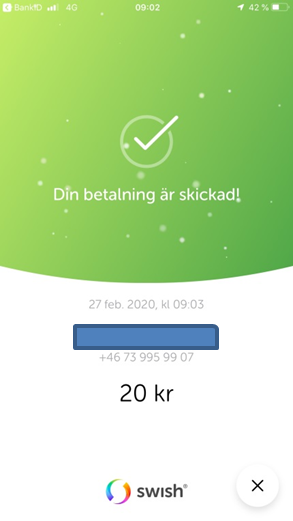 BankID 4G 09:02 42 %
Din betalning är skickad!
27 feb. 2020, kl 09:03
+46 73 995 99 07
20 kr
swish®